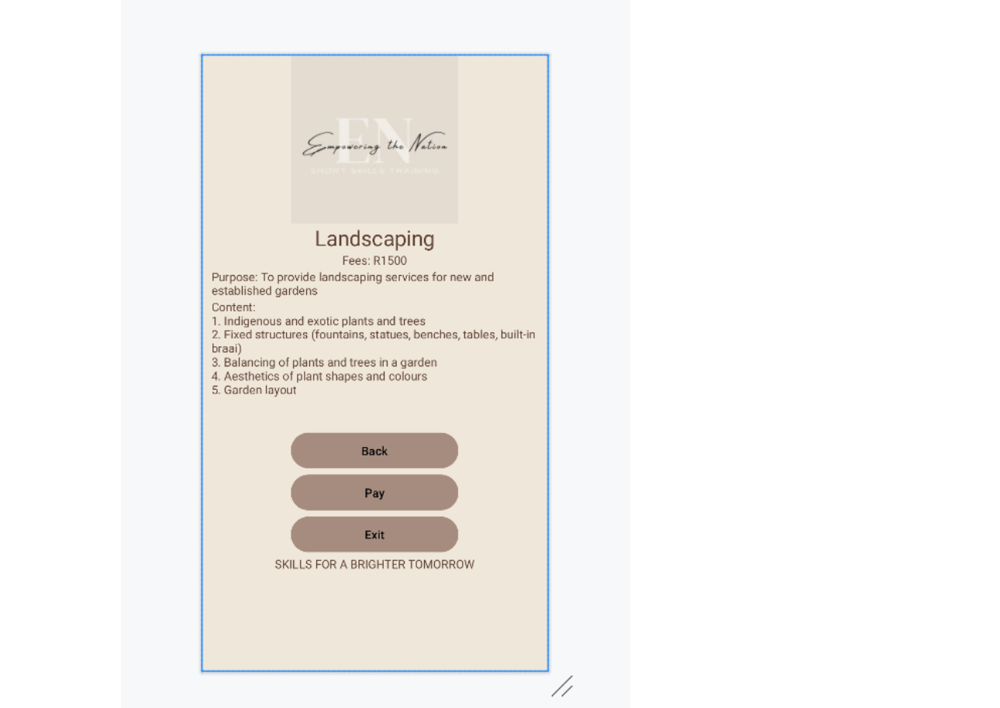 EN
Empowering the Nation
SHORT SKILLS TRAINING
Landscaping
Fees: R1500
Purpose: To provide landscaping services for new and
established gardens
Content:
1. Indigenous and exotic plants and trees
2. Fixed structures (fountains, statues, benches, tables, built-in
braai)
3. Balancing of plants and trees in a garden
4. Aesthetics of plant shapes and colours
5. Garden layout
Back
Pay
Exit
SKILLS FOR A BRIGHTER TOMORROW